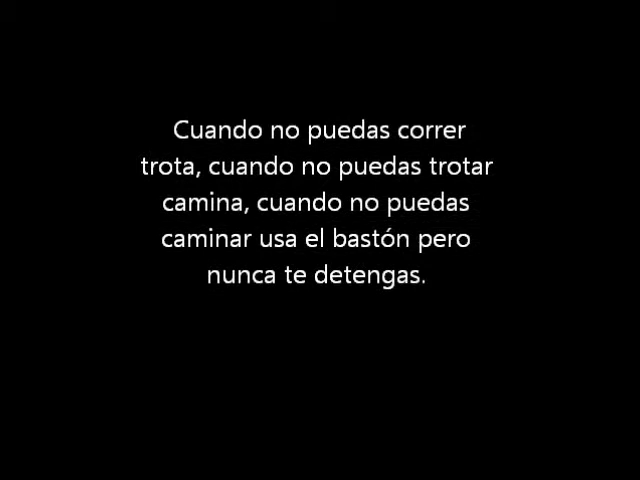 Cuando no puedas correr
trota, cuando no puedas trotar
camina, cuando no puedas
caminar usa el bastón pero
nunca te detengas.